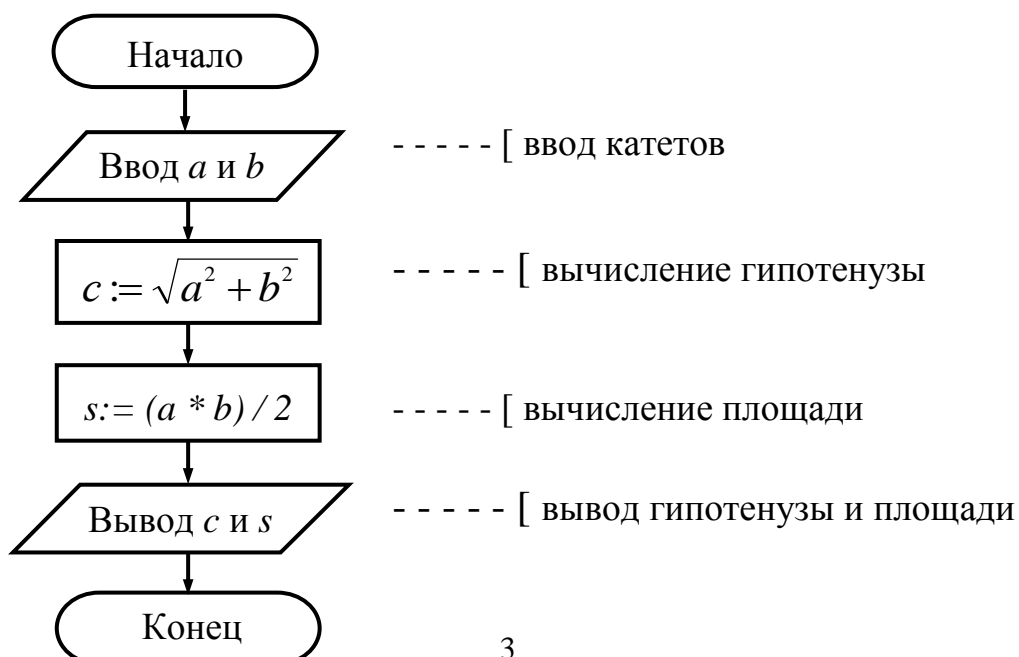 Начало
Ввод a и b - - - - - [ ввод катетов
c := √a² + b² - - - - - [ вычисление гипотенузы
s:= (a * b) / 2 - - - - - [ вычисление площади
Вывод c и s - - - - - [ вывод гипотенузы и площади
Конец
3